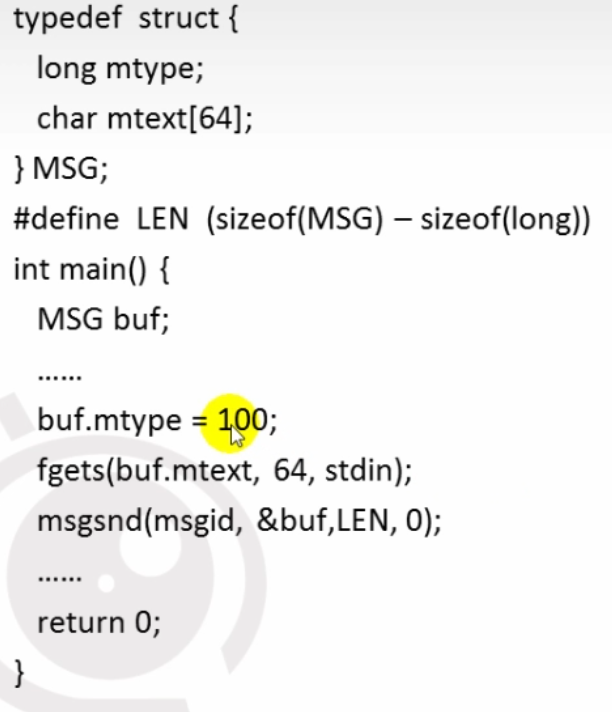 typedef struct {
long mtype;
char mtext[64];
} MSG;
#define LEN (sizeof(MSG) – sizeof(long))
int main() {
MSG buf;
……
buf.mtype = 100;
fgets(buf.mtext, 64, stdin);
msgsnd(msgid, &buf,LEN, 0);
……
return 0;
}